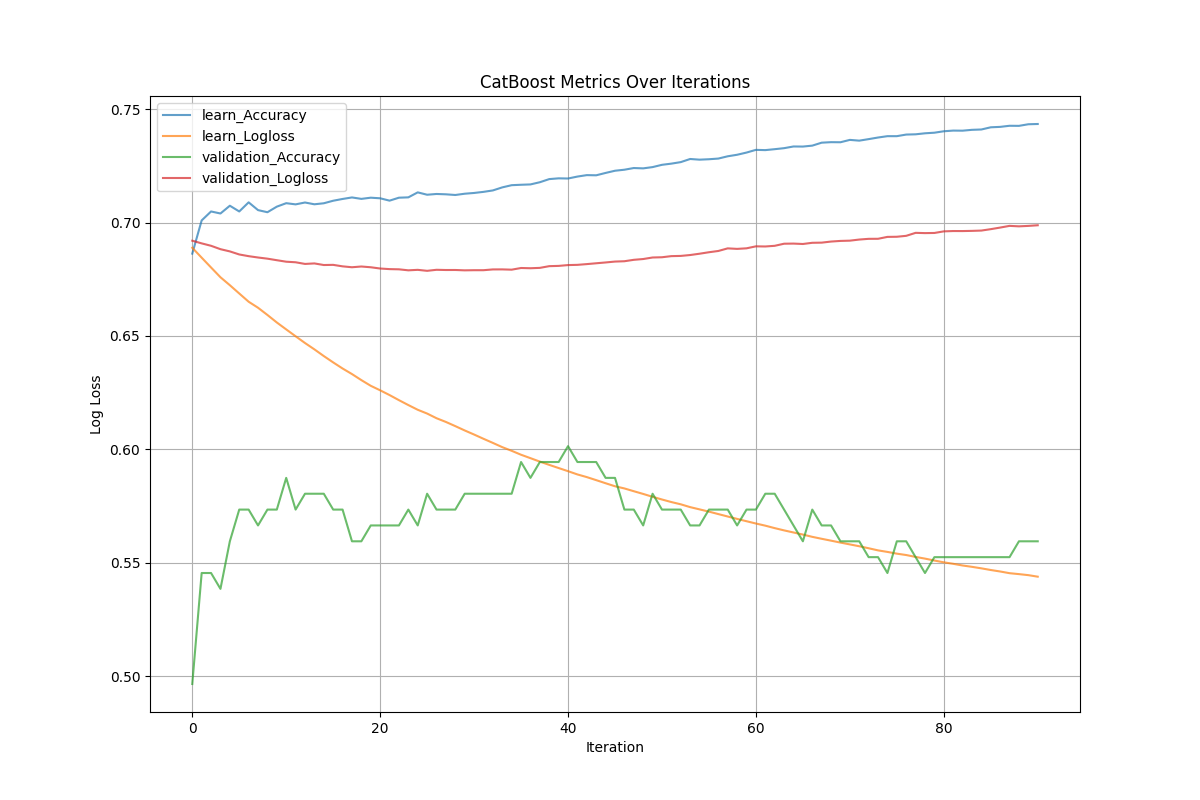 CatBoost Metrics Over Iterations
learn_Accuracy
learn_Logloss
validation_Accuracy
validation_Logloss
0.75
0.70
0.65
0.60
0.55
0.50
Log Loss
0 20 40 60 80
Iteration